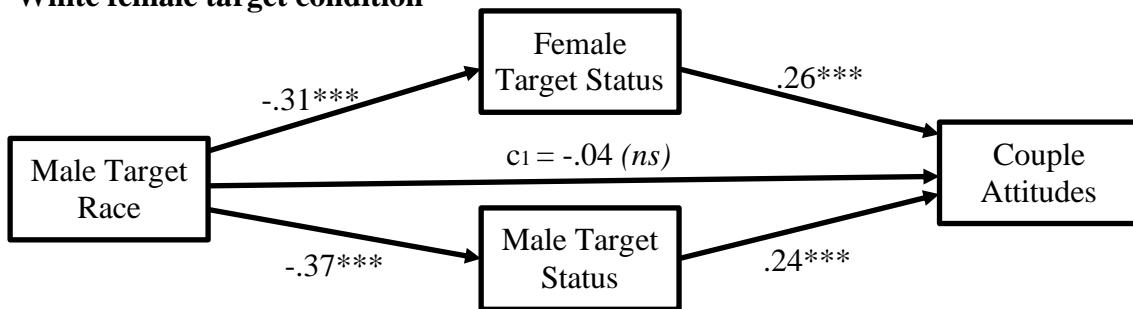 White female target condition
Female
Target Status
-.31***
.26***
Male Target
Race
c1 = -.04 (ns)
Couple
Attitudes
-.37***
Male Target
Status
.24***